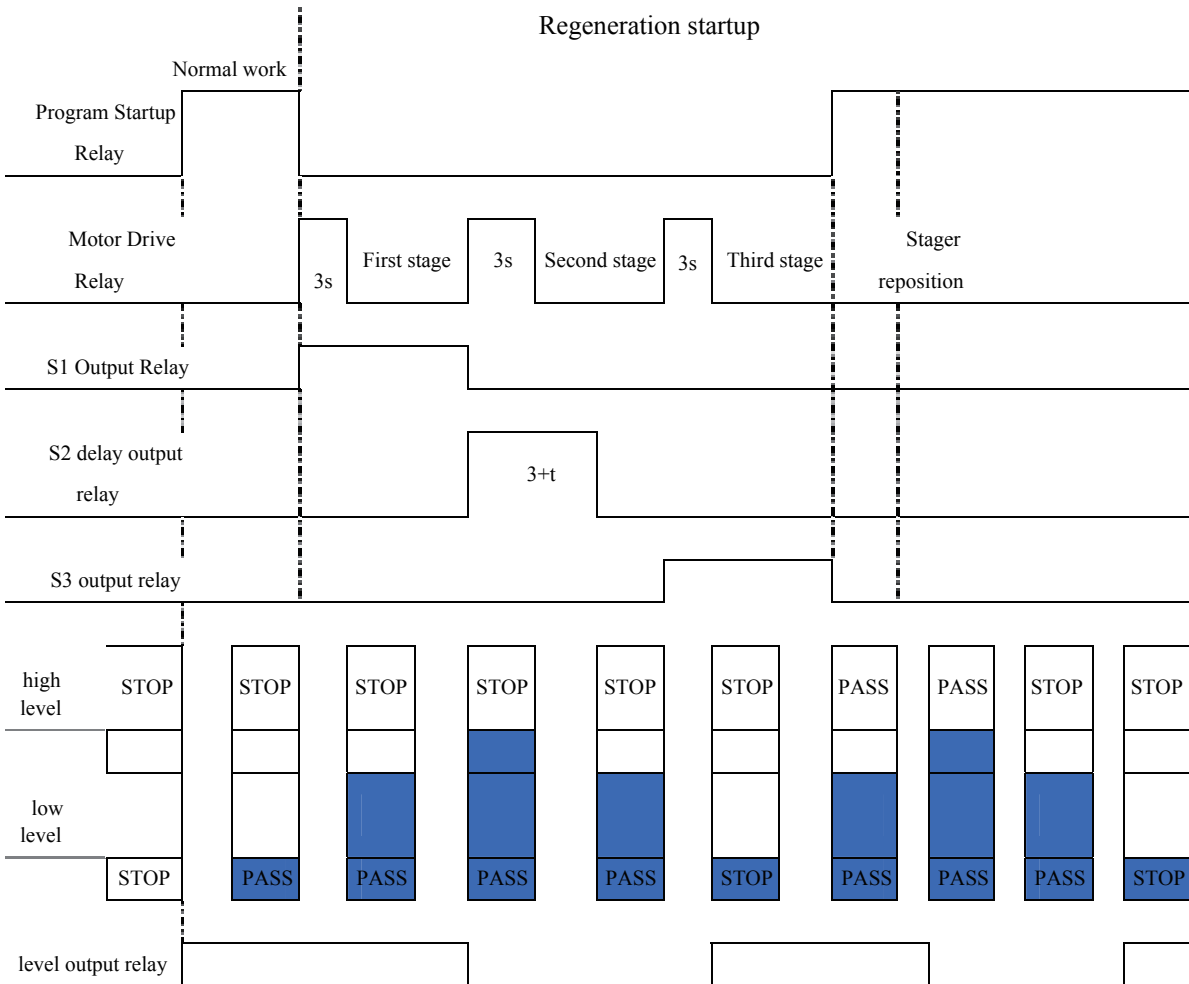 Regeneration startup
Normal work
Program Startup
Relay
Motor Drive
Relay
3s
First stage
3s
Second stage
3s
Third stage
Stager
reposition
S1 Output Relay
S2 delay output
relay
3+t
S3 output relay
high
level
STOP STOP STOP STOP STOP STOP PASS PASS STOP STOP
low
level
STOP PASS PASS PASS PASS STOP PASS PASS PASS STOP
level output relay